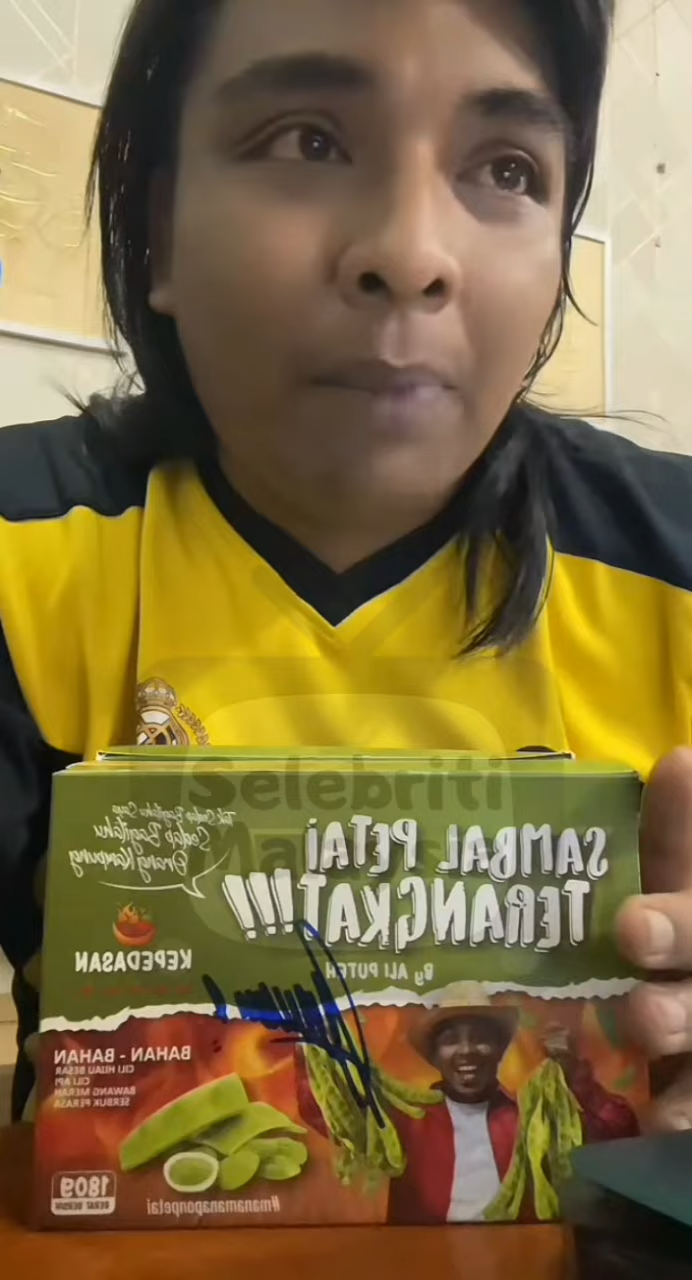 Selebriti
SAMBAL PETAI
TERANGKAT!!!
By ALI PUTEH
Tak Sedap Bagitahu Saya
Sedap Bagitahu
Orang Kampung
KEPEDASAN
BAHAN - BAHAN
CILI HIJAU BESAR
CILI API
BAWANG MERAH
SERBUK PERASA
180g
BERAT BERSIH
#manamanaponpetai